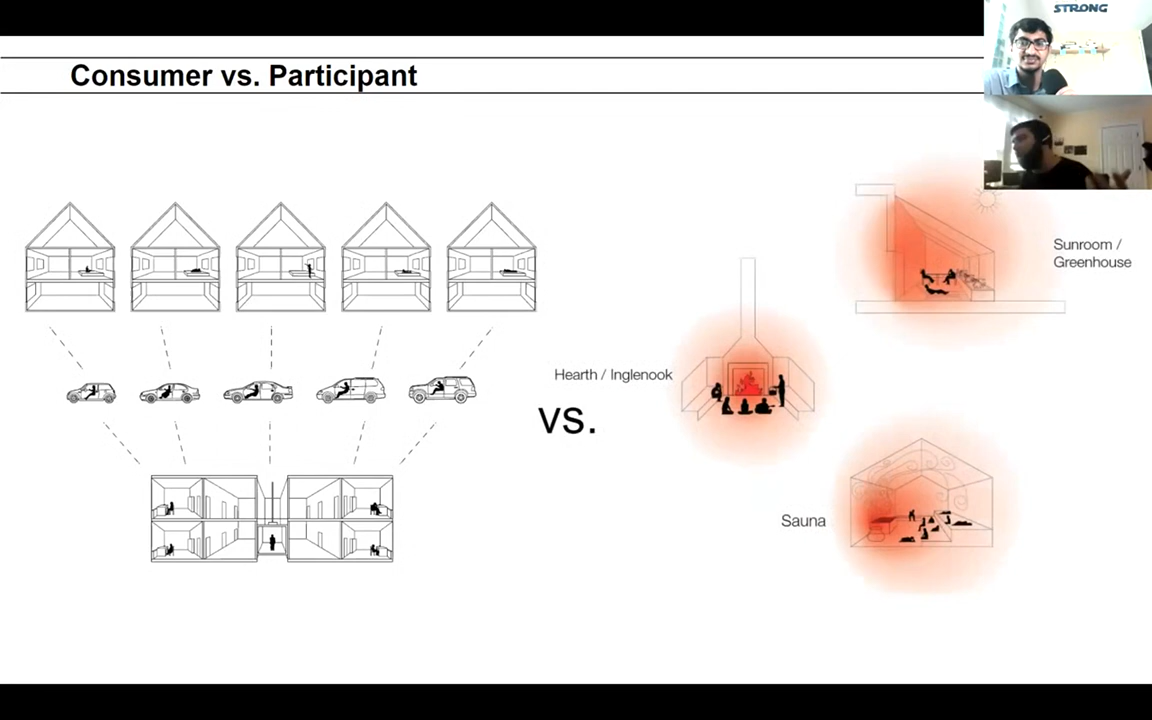 STRONG
Consumer vs. Participant
Sunroom /
Greenhouse
Hearth / Inglenook
vs.
Sauna